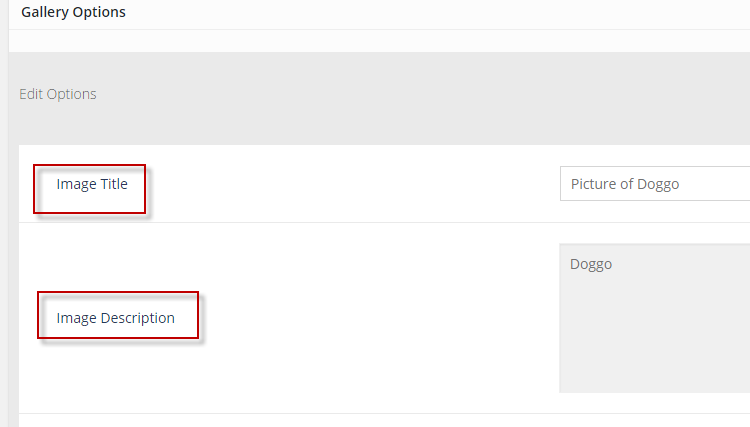 Gallery Options
Edit Options
Image Title
Picture of Doggo
Image Description
Doggo